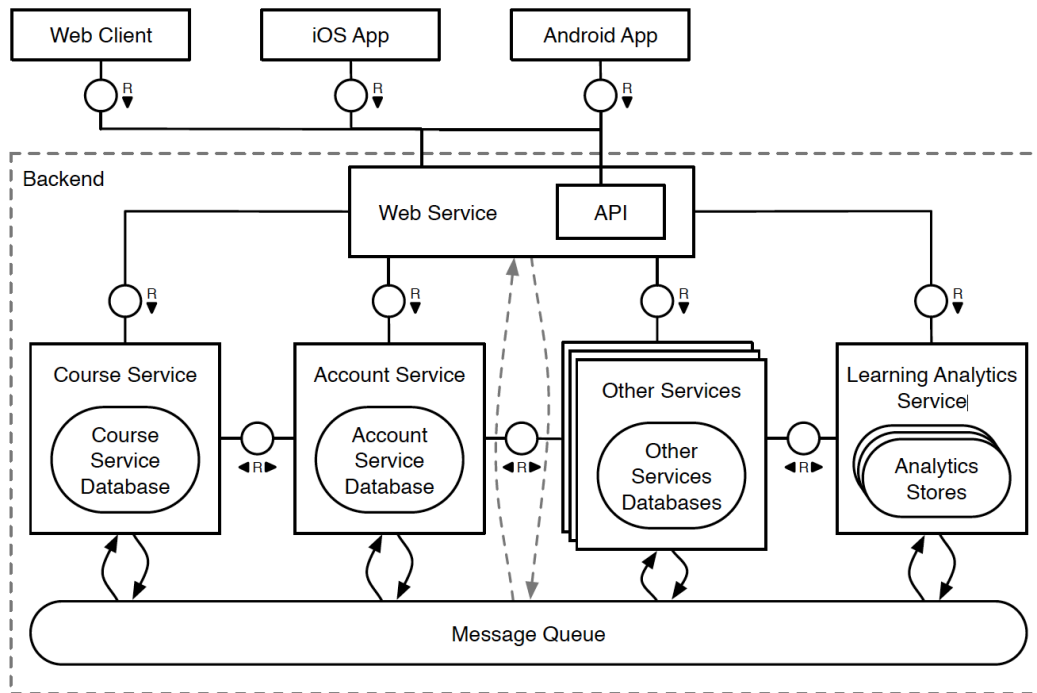 Web Client
iOS App
Android App
R
R
R
Backend
Web Service
API
R
R
R
R
Course Service
Account Service
Other Services
Learning Analytics
Service
Course
Service
Database
Account
Service
Database
Other
Services
Databases
Analytics
Stores
R
R
R
Message Queue